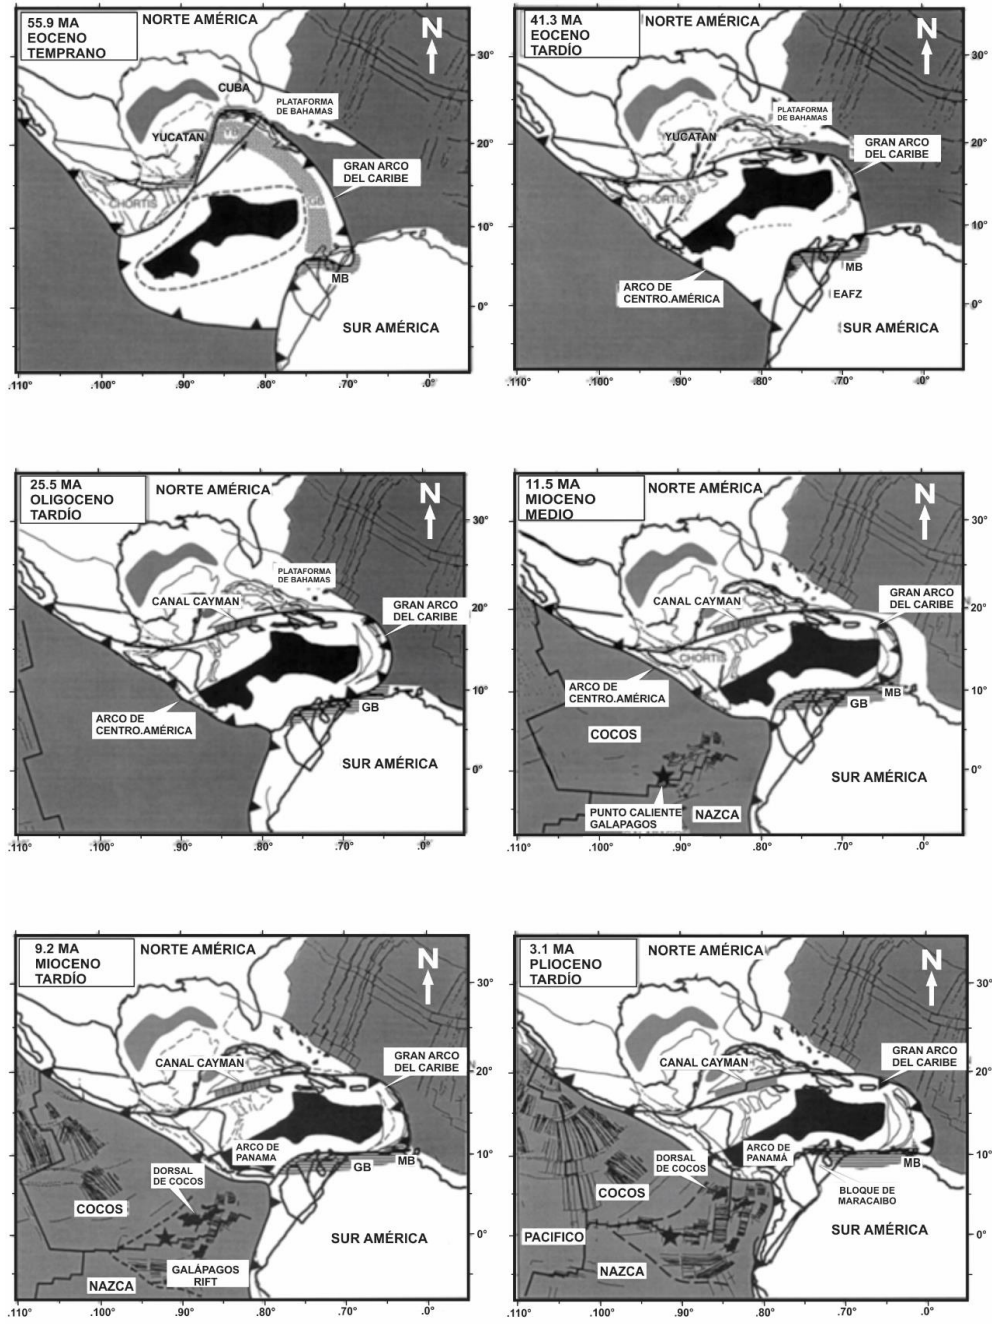 55.9 MA
EOCENO
TEMPRANO
NORTE AMÉRICA
N
30°
CUBA
PLATAFORMA
DE BAHAMAS
YUCATAN
YB
20°
GRAN ARCO
DEL CARIBE
CHORTIS
GB
10°
MB
0°
SUR AMÉRICA
.110°
.100°
.90°
.80°
.70°
.0°
41.3 MA
EOCENO
TARDÍO
NORTE AMÉRICA
N
30°
PLATAFORMA
DE BAHAMAS
YUCATAN
GRAN ARCO
DEL CARIBE
20°
CHORTIS
10°
MB
ARCO DE
CENTRO.AMÉRICA
EAFZ
0°
SUR AMÉRICA
.110°
.100°
.90°
.80°
.70°
.0°
25.5 MA
OLIGOCENO
TARDÍO
NORTE AMÉRICA
N
30°
PLATAFORMA
DE BAHAMAS
CANAL CAYMAN
GRAN ARCO
DEL CARIBE
20°
10°
GB
ARCO DE
CENTRO.AMÉRICA
SUR AMÉRICA
0°
.110°
.100°
.90°
.80°
.70°
.0°
11.5 MA
MIOCENO
MEDIO
NORTE AMÉRICA
N
30°
CANAL CAYMAN
GRAN ARCO
DEL CARIBE
20°
CHORTIS
ARCO DE
CENTRO.AMÉRICA
MB
10°
GB
COCOS
SUR AMÉRICA
0°
PUNTO CALIENTE
GALAPAGOS
NAZCA
.110°
.100°
.90°
.80°
.70°
.0°
9.2 MA
MIOCENO
TARDÍO
NORTE AMÉRICA
N
30°
CANAL CAYMAN
GRAN ARCO
DEL CARIBE
20°
ARCO DE
PANAMA
10°
GB
MB
DORSAL
DE COCOS
COCOS
SUR AMÉRICA
0°
GALÁPAGOS
RIFT
NAZCA
.110°
.100°
.90°
.80°
.70°
.0°
3.1 MA
PLIOCENO
TARDÍO
NORTE AMÉRICA
N
30°
CANAL CAYMAN
GRAN ARCO
DEL CARIBE
20°
ARCO DE
PANAMÁ
10°
MB
DORSAL
DE COCOS
COCOS
BLOQUE DE
MARACAIBO
PACIFICO
SUR AMÉRICA
0°
NAZCA
.110°
.100°
.90°
.80°
.70°
.0°